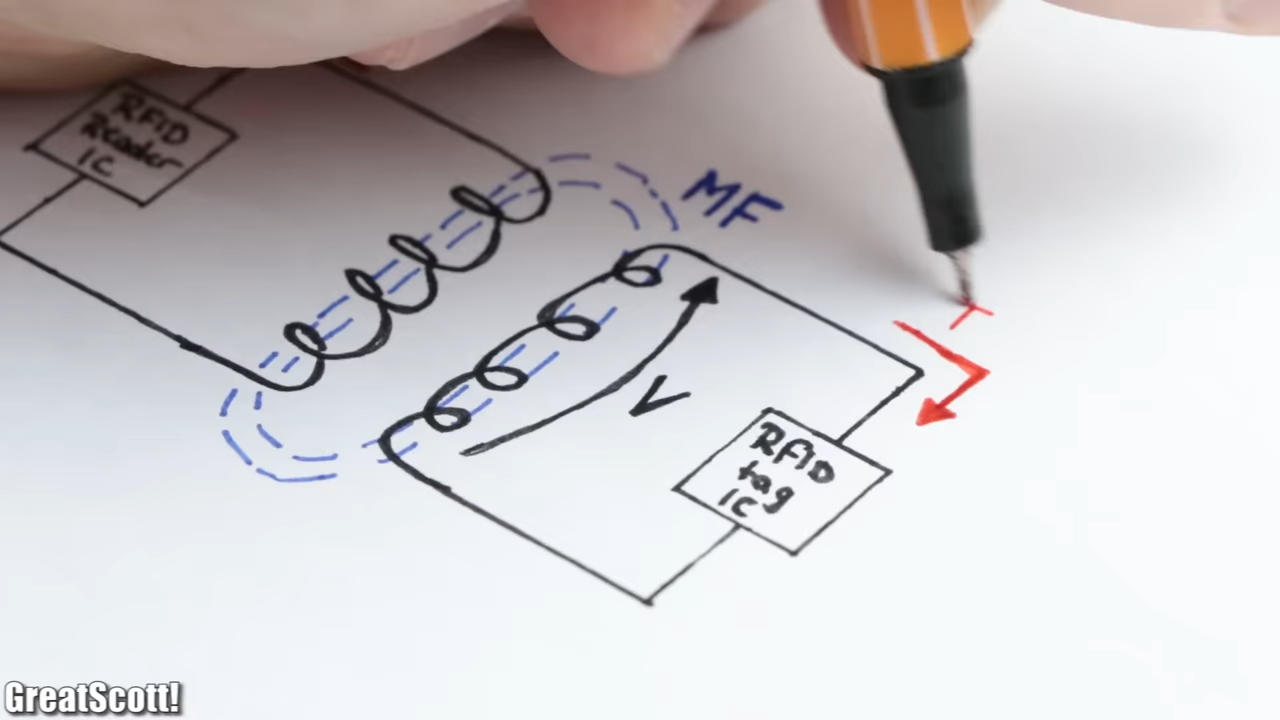 RFID
Reader
IC
MF
V
RFID
tag
IC
GreatScott!